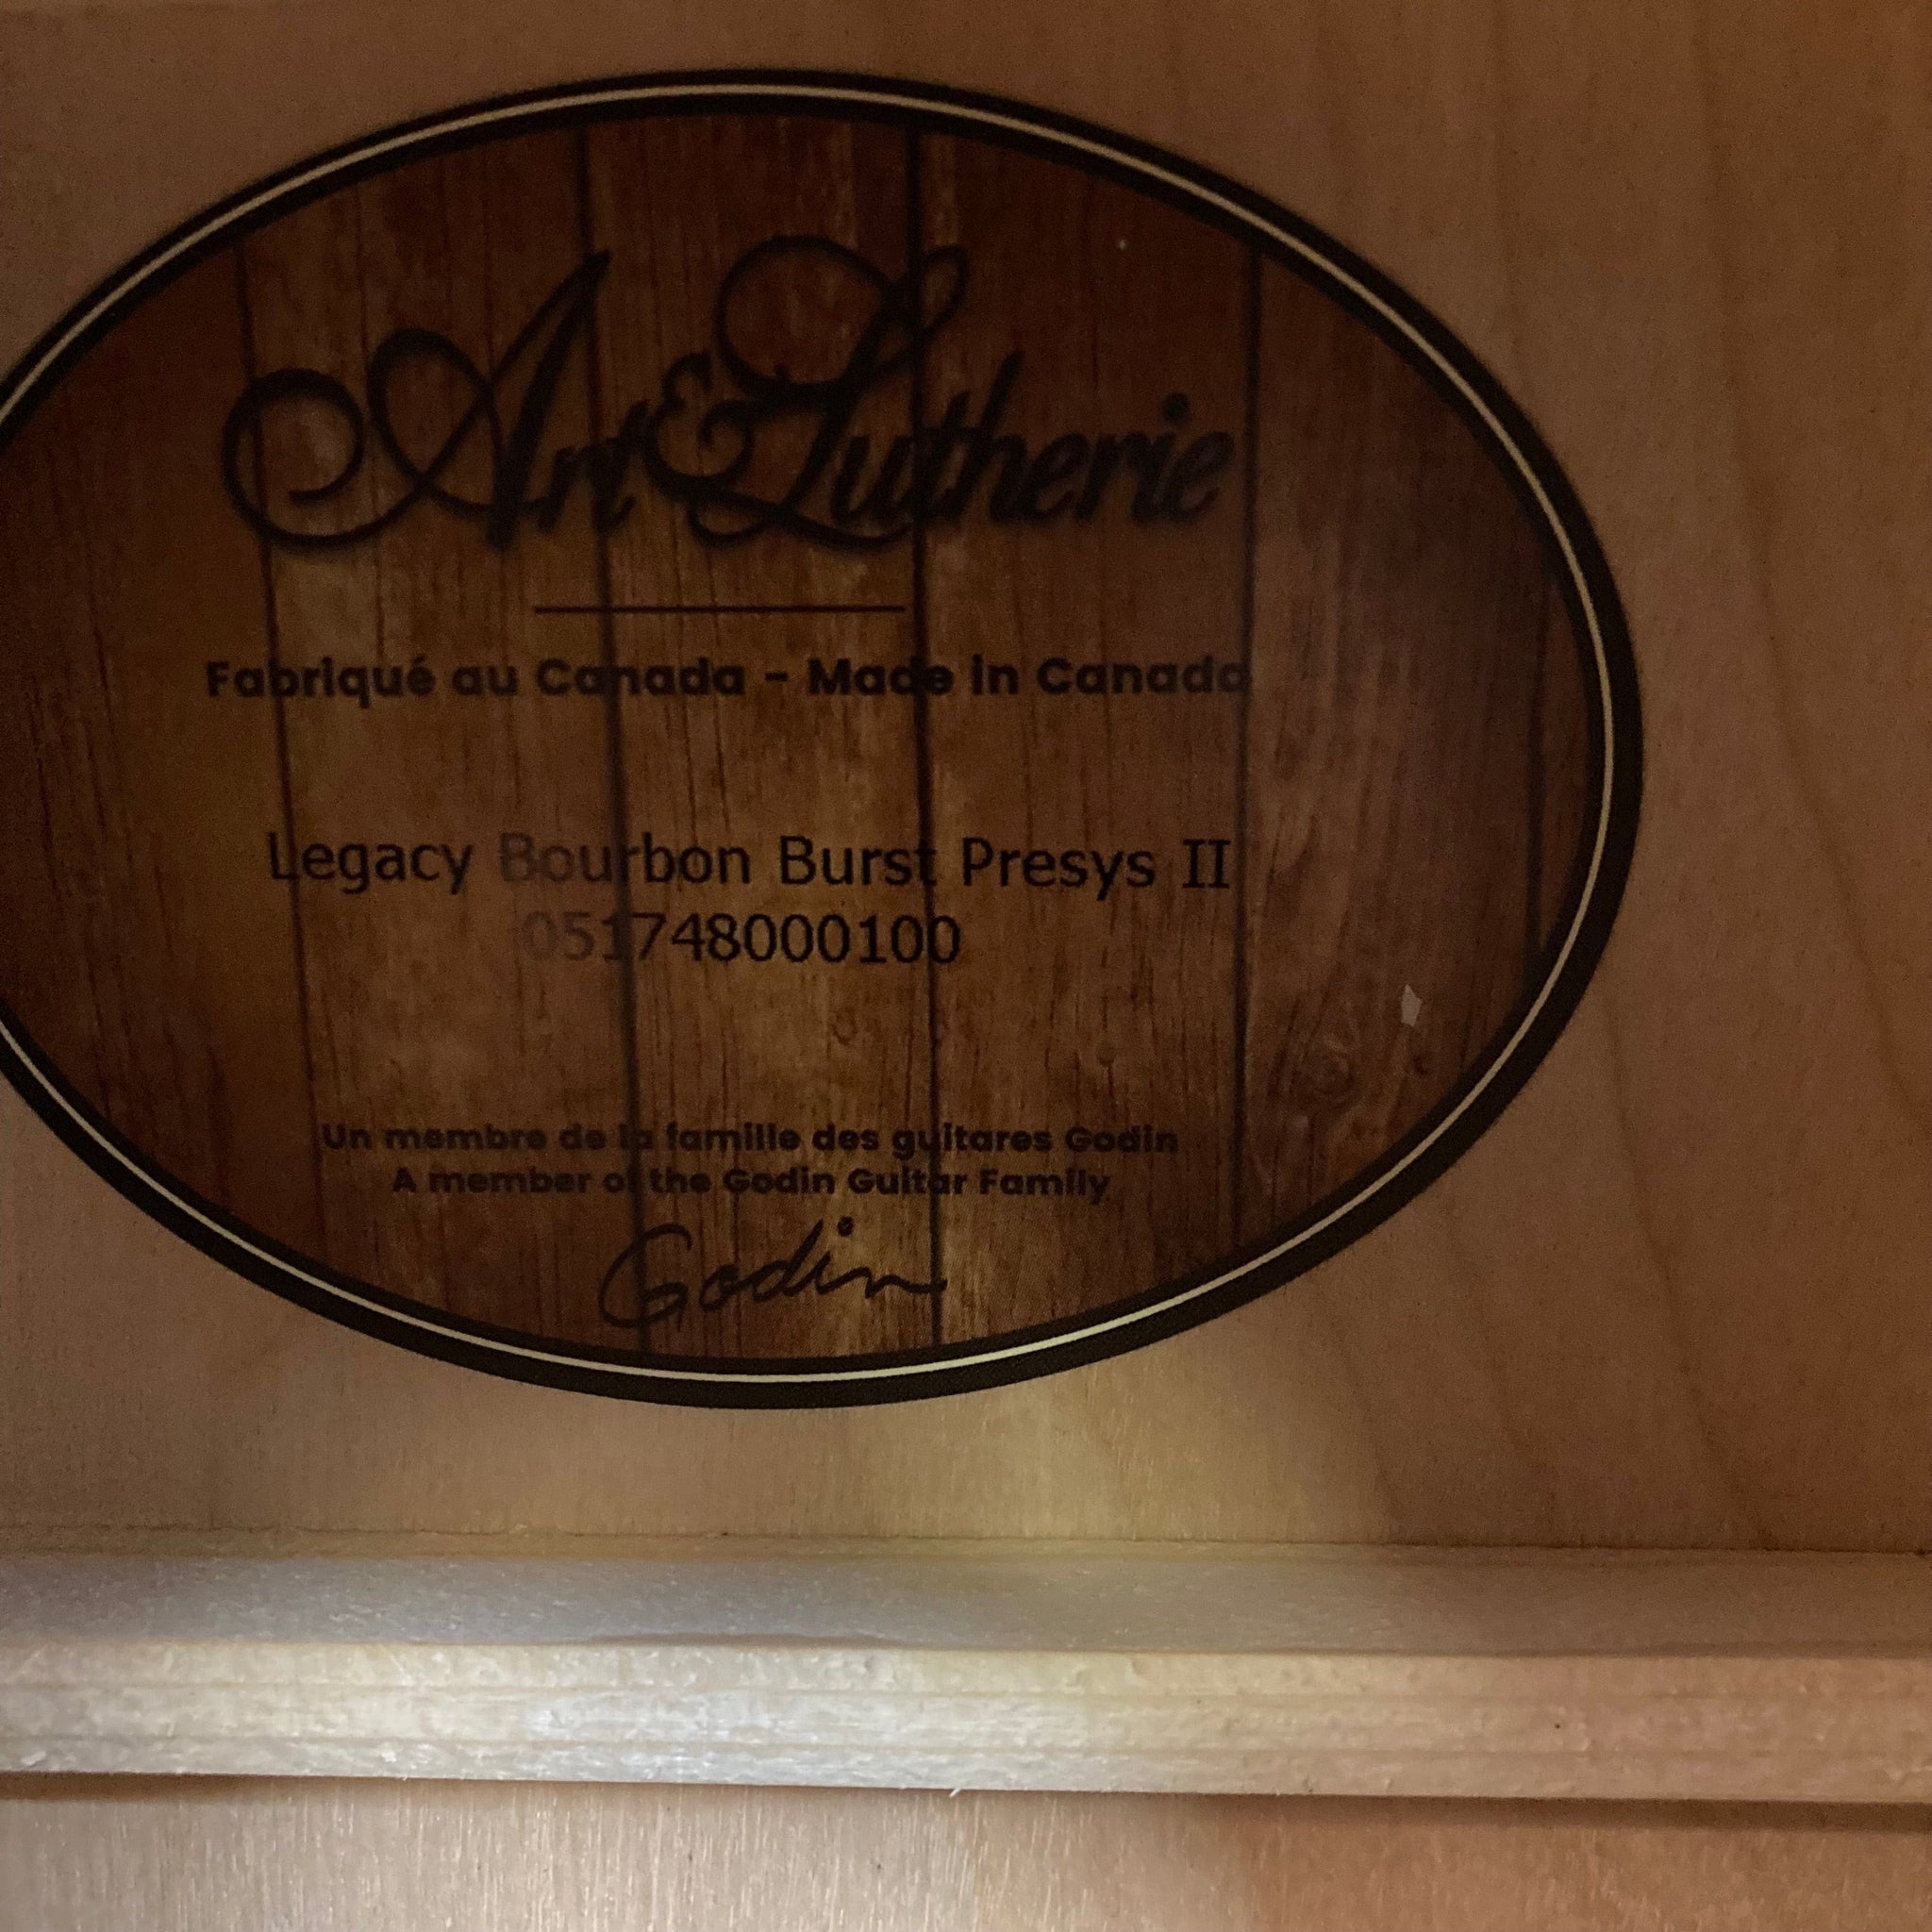 Art & Lutherie
Fabriqué au Canada - Made in Canada
Legacy Bourbon Burst Presys II
051748000100
Un membre de la famille des guitares Godin
A member of the Godin Guitar Family
Godin